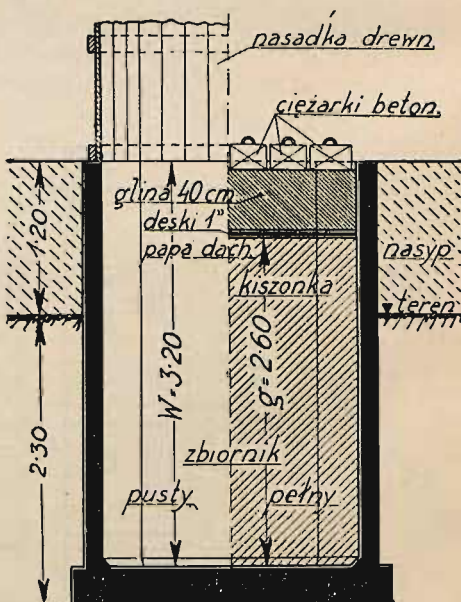 nasadka drewn.
ciężarki beton.
glina 40 cm
deski 1"
papa dach.
nasyp
1·20
kiszonka
teren
W=3·20
g=2·60
2·30
zbiornik
pusty
pełny